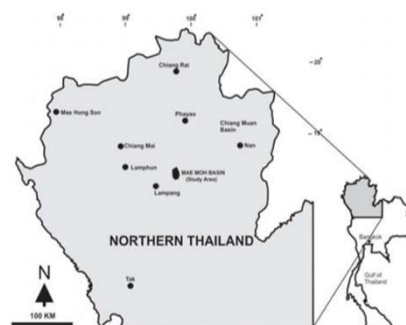 98
99
100
101
20
19
Chiang Rai
Mae Hong Son
Phayao
Chiang Muan
Basin
Chiang Mai
Nan
Lamphun
MAE MOH BASIN
(Study Area)
Lampang
NORTHERN THAILAND
Bangkok
N
Gulf of
Thailand
Tak
100 KM